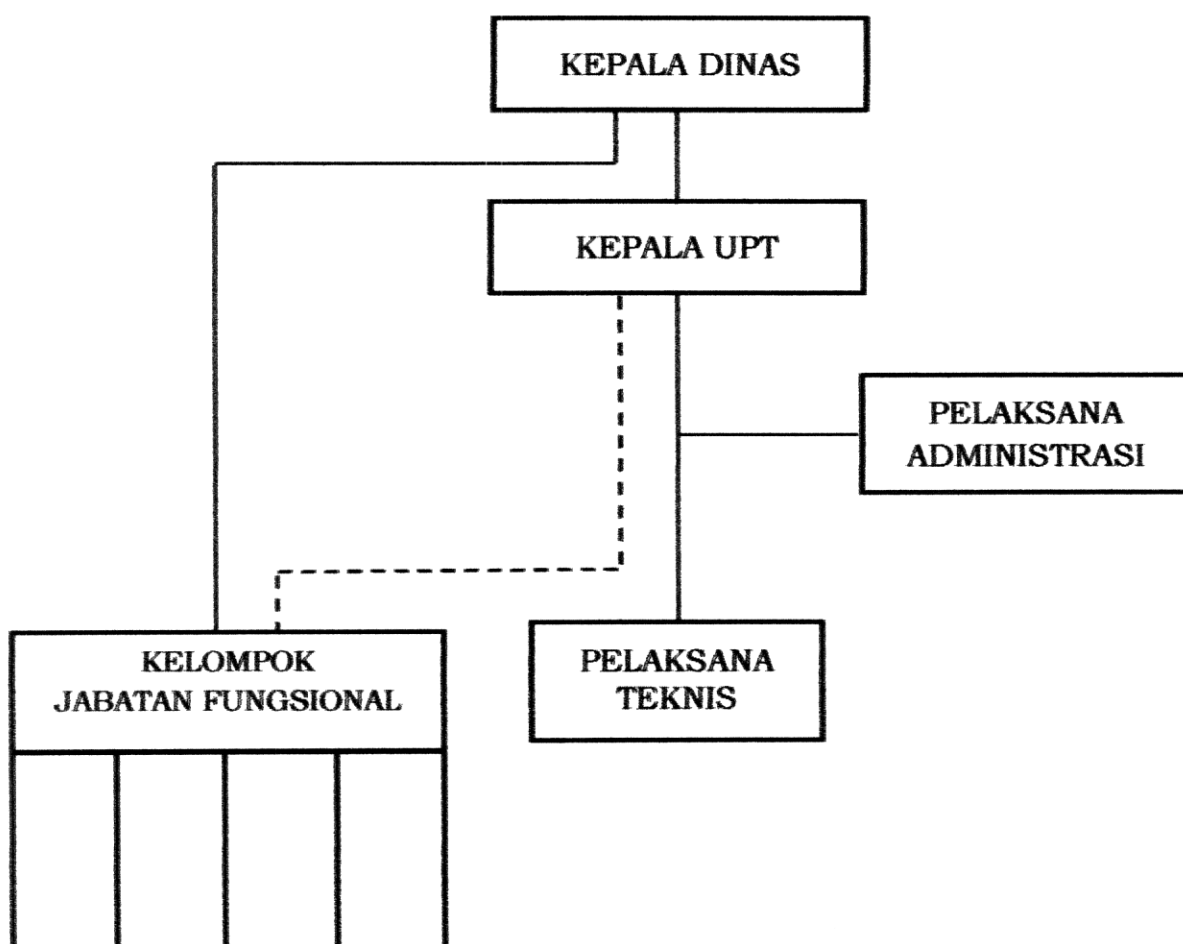 KEPALA DINAS
KEPALA UPT
PELAKSANA
ADMINISTRASI
KELOMPOK
JABATAN FUNGSIONAL
PELAKSANA
TEKNIS